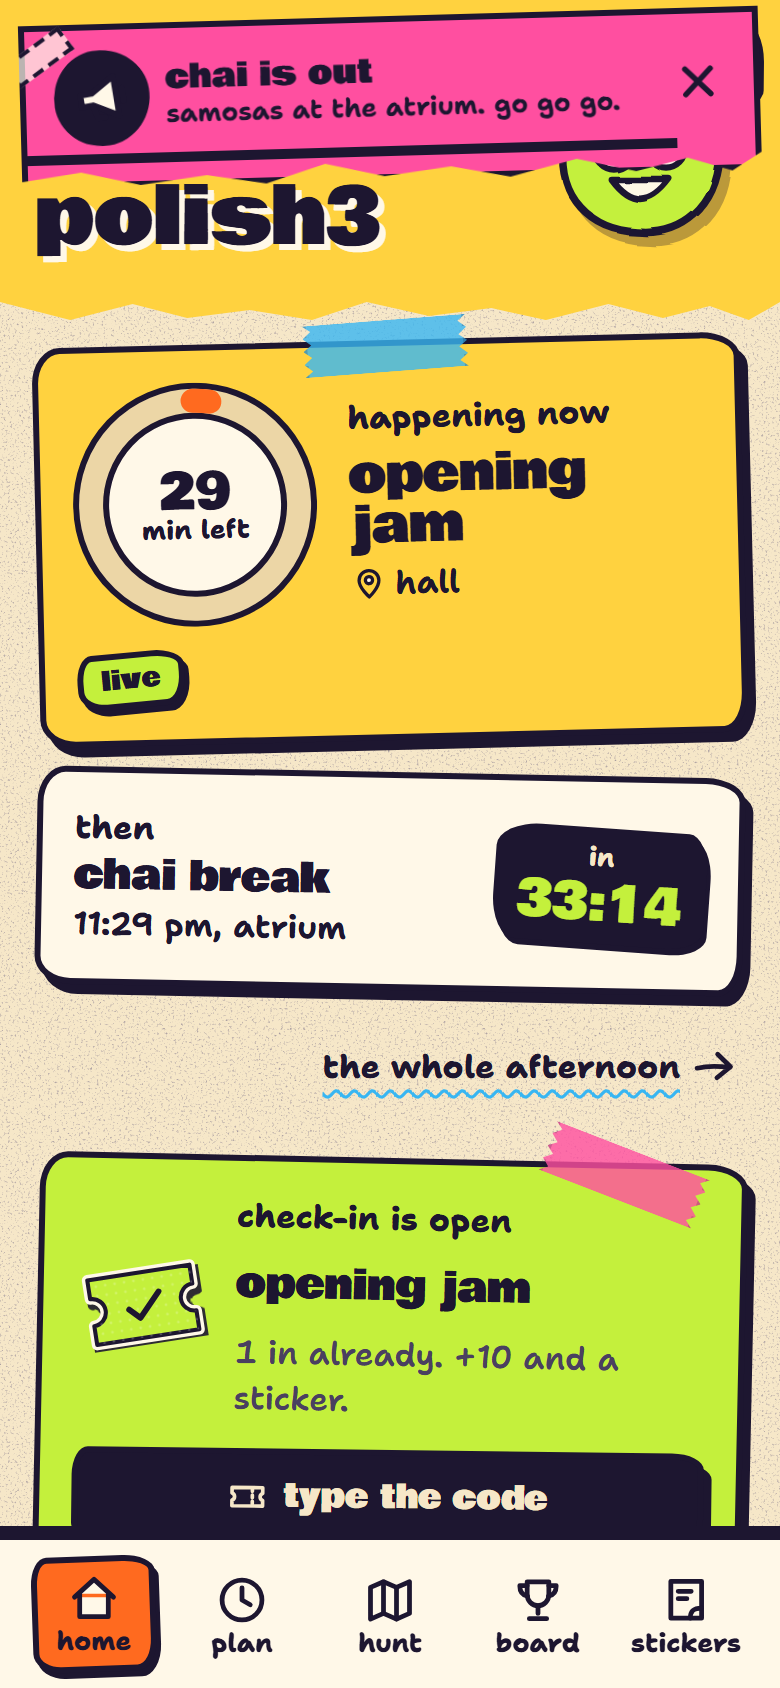 chai is out
samosas at the atrium. go go go.
polish3
happening now
opening
jam
29
min left
hall
live
then
chai break
11:29 pm, atrium
in
33:14
the whole afternoon
check-in is open
opening jam
1 in already. +10 and a
sticker.
type the code
home
plan
hunt
board
stickers